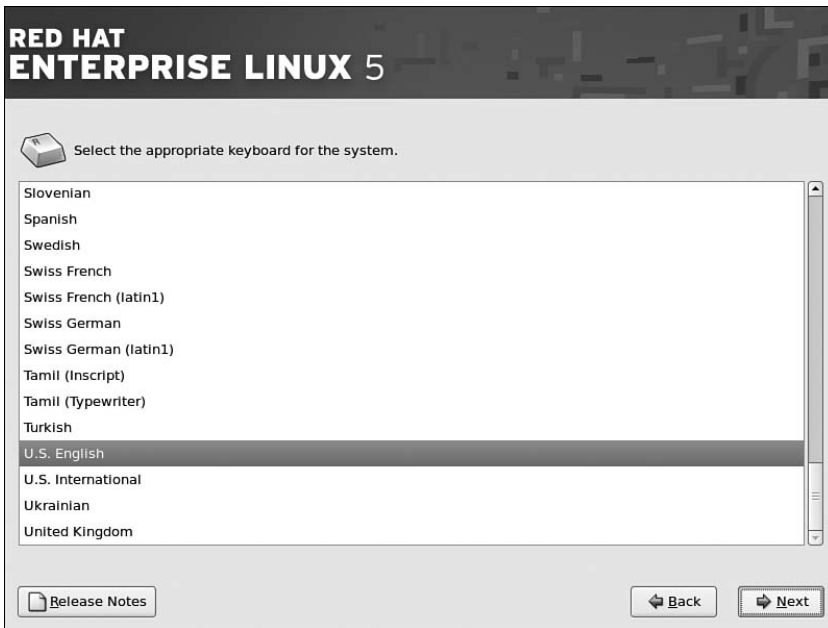 RED HAT
ENTERPRISE LINUX 5
Select the appropriate keyboard for the system.
Slovenian
Spanish
Swedish
Swiss French
Swiss French (latin1)
Swiss German
Swiss German (latin1)
Tamil (Inscript)
Tamil (Typewriter)
Turkish
U.S. English
U.S. International
Ukrainian
United Kingdom
Release Notes
Back
Next